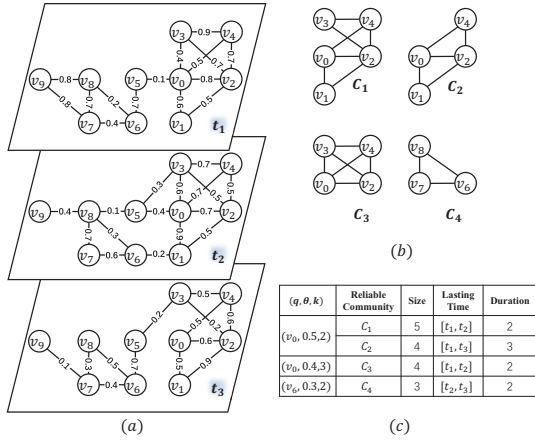 v₃ 0.9 v₄
0.4 0.5 0.7 0.7
v₉ 0.8 v₈ v₅ 0.1 v₀ 0.8 v₂
0.8 0.7 0.2 0.7 0.6 0.5
v₇ 0.4 v₆ v₁
t₁
v₃ 0.7 v₄
0.3 0.6 0.7 0.5 0.5
v₉ 0.4 v₈ 0.1 v₅ 0.4 v₀ 0.7 v₂
0.7 0.3 0.9 0.5
v₇ 0.6 v₆ 0.2 v₁
t₂
v₃ 0.5 v₄
0.2 0.5 0.2 0.6
v₉ v₈ v₅ v₀ 0.6 v₂
0.1 0.3 0.5 0.7 0.5 0.9
v₇ 0.4 v₆ v₁
t₃
(a)
v₃ v₄ v₄
v₀ v₂ v₀ v₂
v₁ C₁ v₁ C₂
v₃ v₄ v₈
v₀ v₂ v₇ v₆
C₃ C₄
(b)
(q, θ, k) Reliable Community Size Lasting Time Duration
(v₀, 0.5,2) C₁ 5 [t₁, t₂] 2
C₂ 4 [t₁, t₃] 3
(v₀, 0.4,3) C₃ 4 [t₁, t₂] 2
(v₆, 0.3,2) C₄ 3 [t₂, t₃] 2
(c)